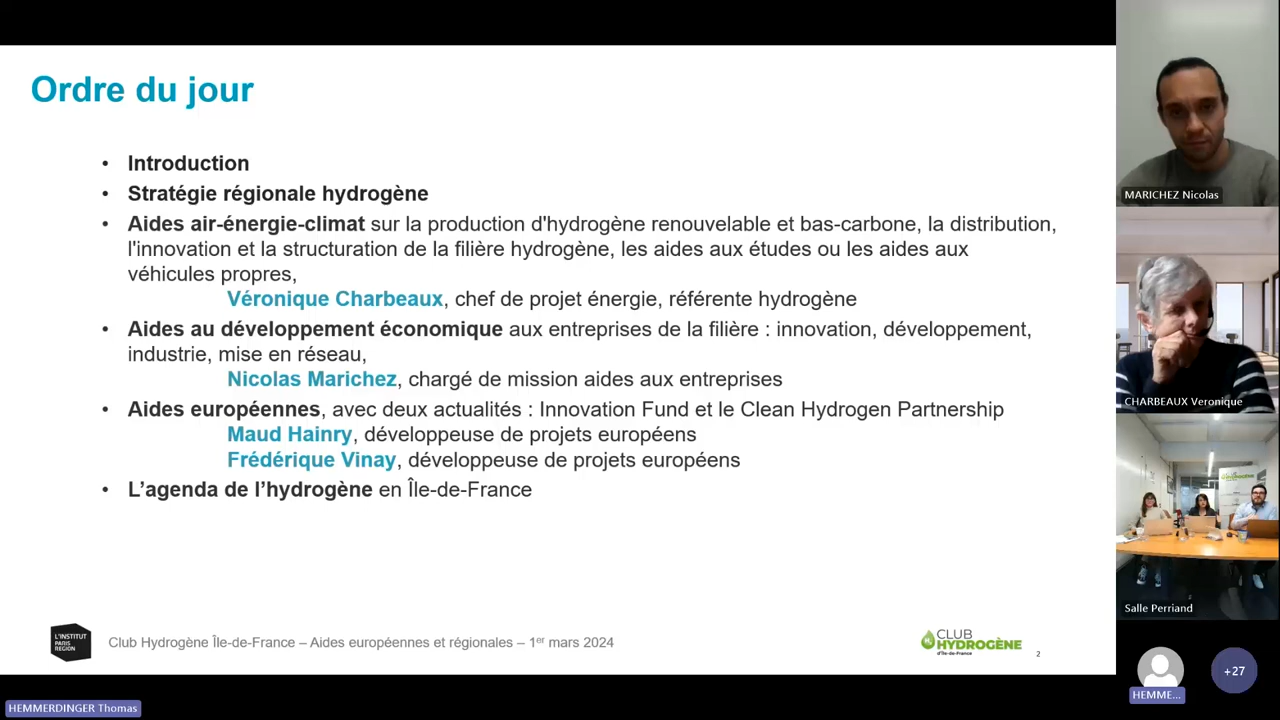 Ordre du jour
• Introduction
• Stratégie régionale hydrogène
• Aides air-énergie-climat sur la production d'hydrogène renouvelable et bas-carbone, la distribution,
l'innovation et la structuration de la filière hydrogène, les aides aux études ou les aides aux
véhicules propres,
Véronique Charbeaux, chef de projet énergie, référente hydrogène
• Aides au développement économique aux entreprises de la filière : innovation, développement,
industrie, mise en réseau,
Nicolas Marichez, chargé de mission aides aux entreprises
• Aides européennes, avec deux actualités : Innovation Fund et le Clean Hydrogen Partnership
Maud Hainry, développeuse de projets européens
Frédérique Vinay, développeuse de projets européens
• L’agenda de l’hydrogène en Île-de-France
L'INSTITUT
PARIS
REGION
Club Hydrogène Île-de-France – Aides européennes et régionales – 1er mars 2024
H₂
CLUB
HYDROGÈNE
d'Île-de-France
2
HEMMERDINGER Thomas
MARICHEZ Nicolas
CHARBEAUX Veronique
HYDROGÈNE
Salle Perriand
HEMME...
+27